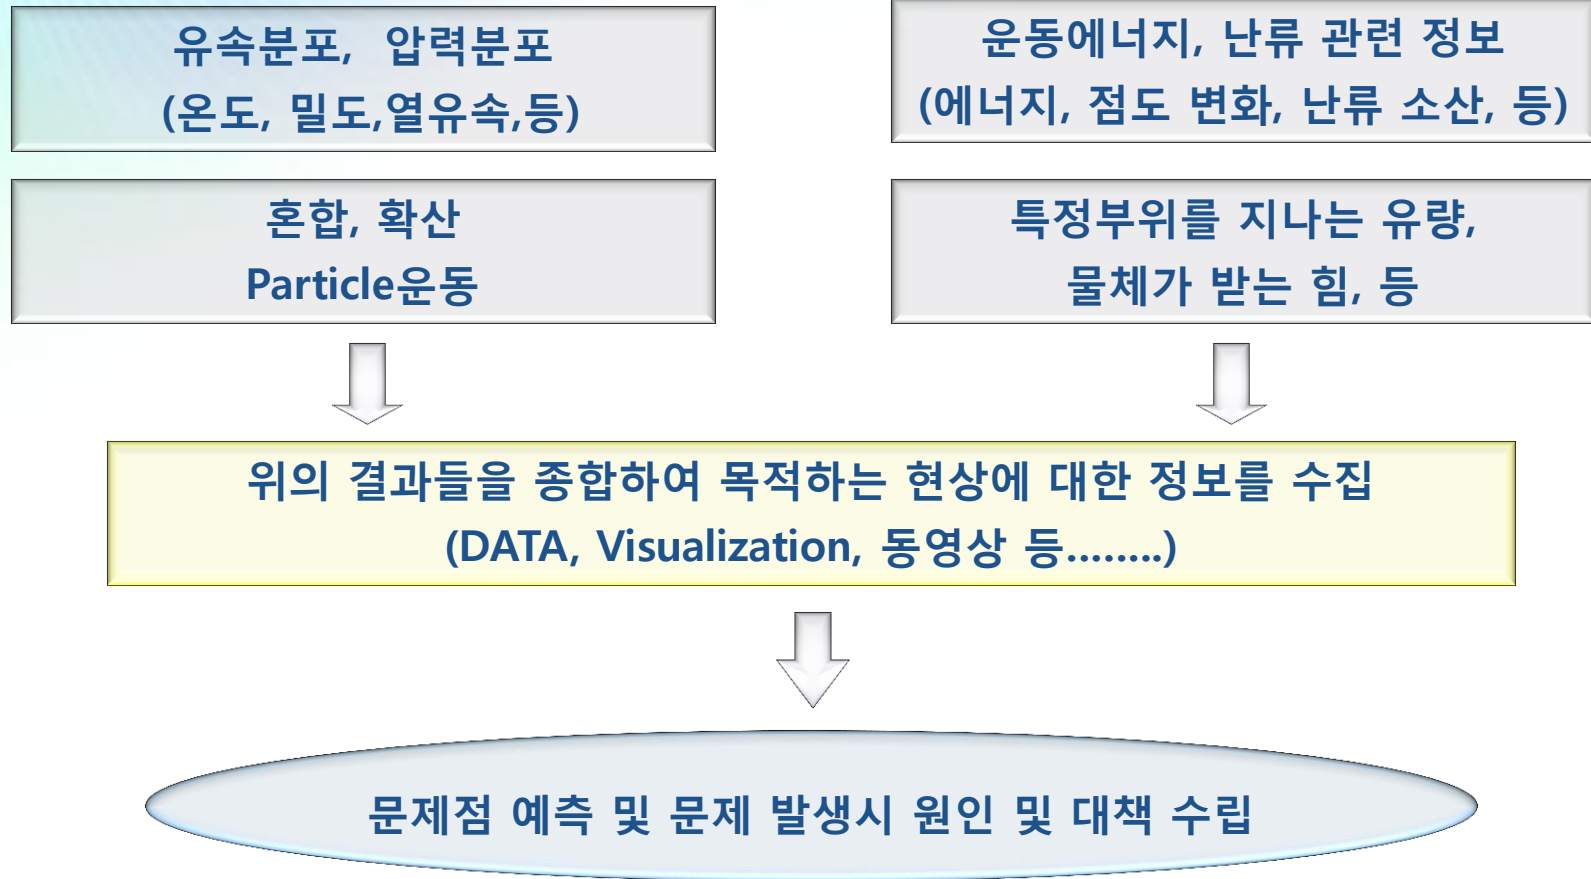 유속분포, 압력분포
(온도, 밀도,열유속,등)
운동에너지, 난류 관련 정보
(에너지, 점도 변화, 난류 소산, 등)
혼합, 확산
Particle운동
특정부위를 지나는 유량,
물체가 받는 힘, 등
위의 결과들을 종합하여 목적하는 현상에 대한 정보를 수집
(DATA, Visualization, 동영상 등........)
문제점 예측 및 문제 발생시 원인 및 대책 수립